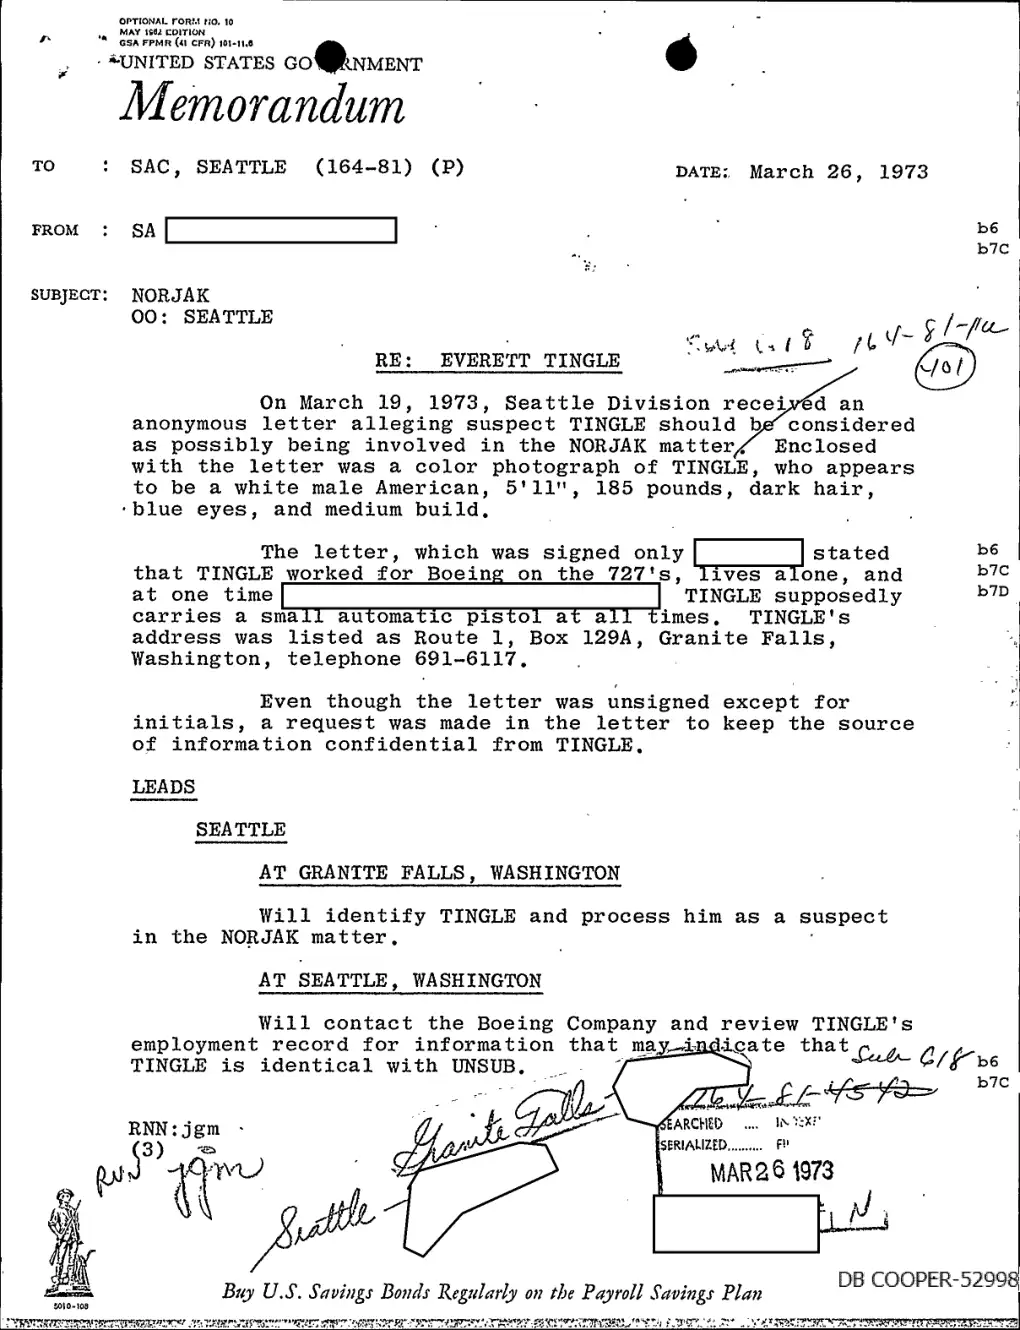 OPTIONAL FORM NO. 10
MAY 1962 EDITION
GSA FPMR (41 CFR) 101-11.6
UNITED STATES GO RNMENT
Memorandum
TO : SAC, SEATTLE (164-81) (P)
DATE: March 26, 1973
FROM : SA
b6
b7C
SUBJECT: NORJAK
OO: SEATTLE
164-81-
401
RE: EVERETT TINGLE
On March 19, 1973, Seattle Division received an
anonymous letter alleging suspect TINGLE should be considered
as possibly being involved in the NORJAK matter. Enclosed
with the letter was a color photograph of TINGLE, who appears
to be a white male American, 5'11", 185 pounds, dark hair,
blue eyes, and medium build.
The letter, which was signed only stated
that TINGLE worked for Boeing on the 727's, lives alone, and
at one time TINGLE supposedly
carries a small automatic pistol at all times. TINGLE's
address was listed as Route 1, Box 129A, Granite Falls,
Washington, telephone 691-6117.
b6
b7C
b7D
Even though the letter was unsigned except for
initials, a request was made in the letter to keep the source
of information confidential from TINGLE.
LEADS
SEATTLE
AT GRANITE FALLS, WASHINGTON
Will identify TINGLE and process him as a suspect
in the NORJAK matter.
AT SEATTLE, WASHINGTON
Will contact the Boeing Company and review TINGLE's
employment record for information that may indicate that
TINGLE is identical with UNSUB.
Sub C18
b6
b7C
164-81-4542
RNN:jgm
(3)
RNN jgm
Granite Falls
Seattle
SEARCHED
SERIALIZED
MAR 26 1973
5010-108
Buy U.S. Savings Bonds Regularly on the Payroll Savings Plan
DB COOPER-52998